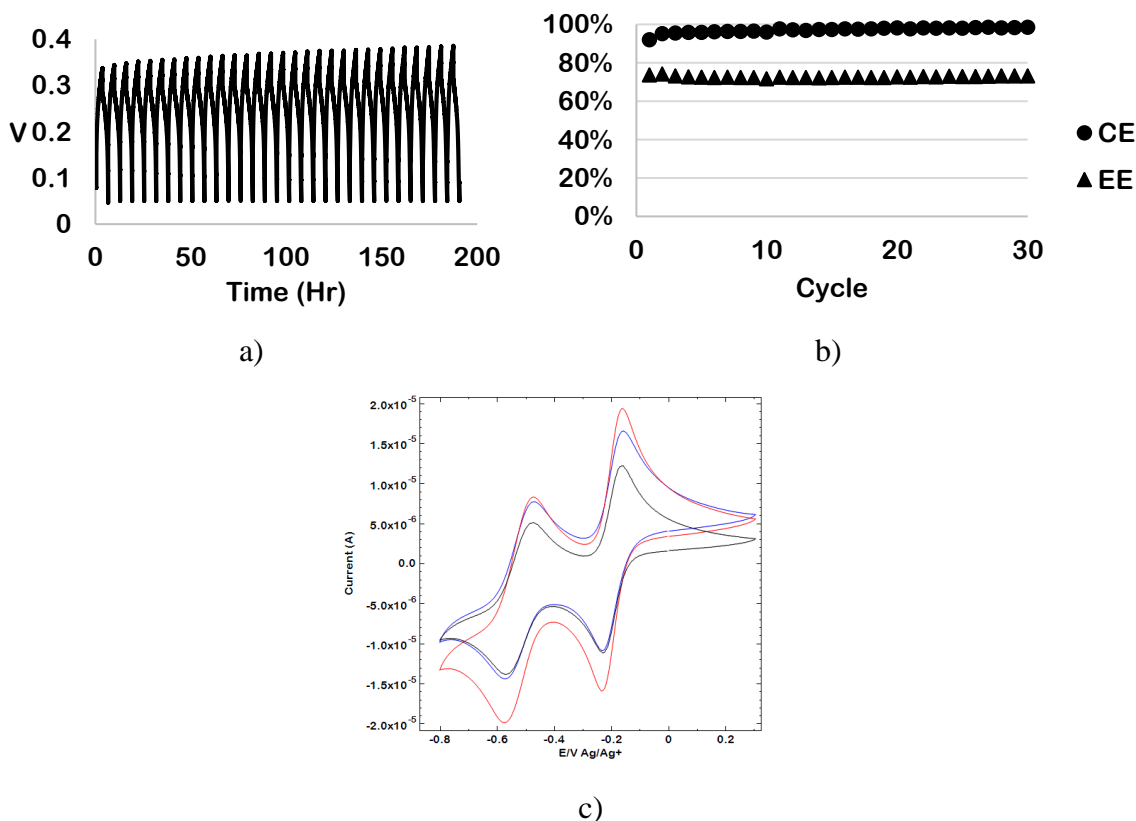 0.4
0.3
V 0.2
0.1
0
0 50 100 150 200
Time (Hr)
a)
100%
80%
60%
40%
20%
0%
0 10 20 30
Cycle
CE
EE
b)
2.0x10⁻⁵
1.5x10⁻⁵
1.0x10⁻⁵
5.0x10⁻⁶
0.0
-5.0x10⁻⁶
-1.0x10⁻⁵
-1.5x10⁻⁵
-2.0x10⁻⁵
Current (A)
-0.8 -0.6 -0.4 -0.2 0 0.2
E/V Ag/Ag+
c)